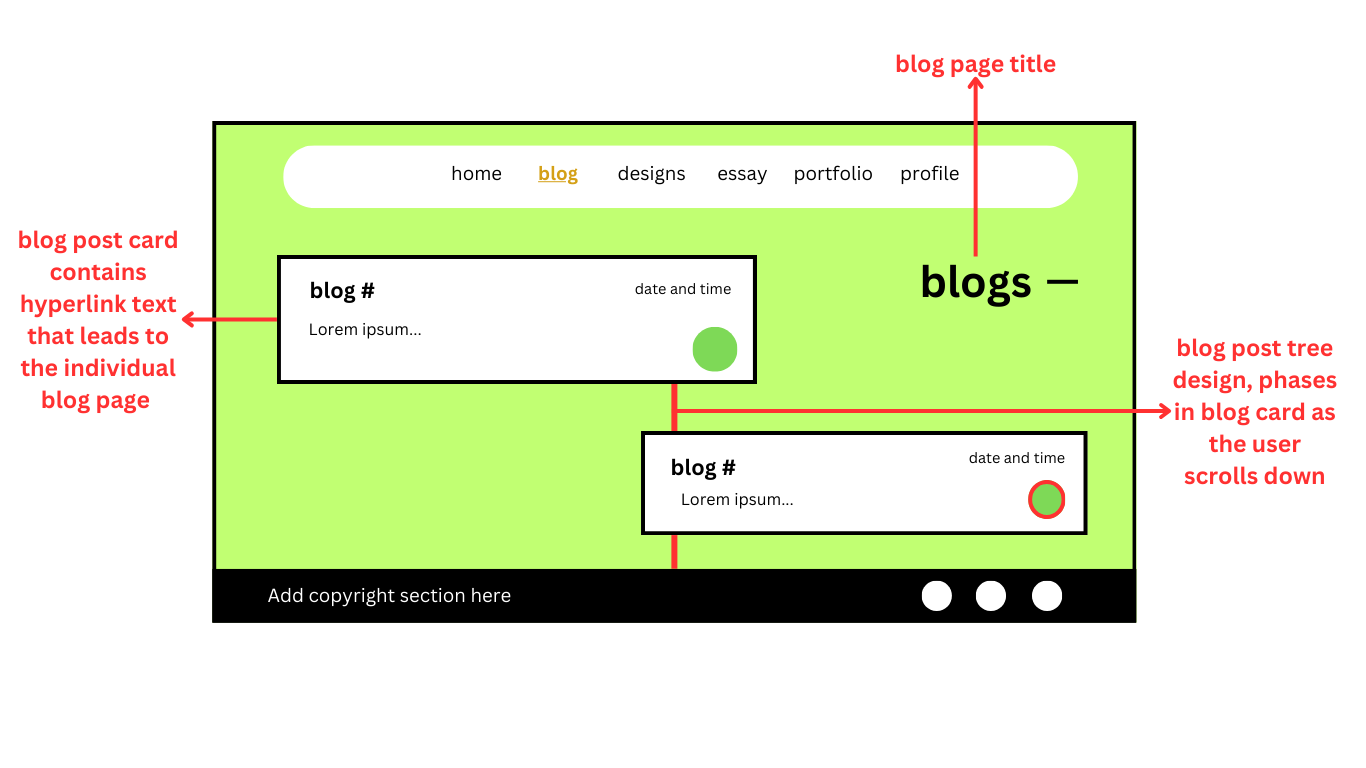 blog page title
home blog designs essay portfolio profile
blog post card
contains
hyperlink text
that leads to
the individual
blog page
blog #
date and time
Lorem ipsum...
blogs —
blog post tree
design, phases
in blog card as
the user
scrolls down
blog #
date and time
Lorem ipsum...
Add copyright section here